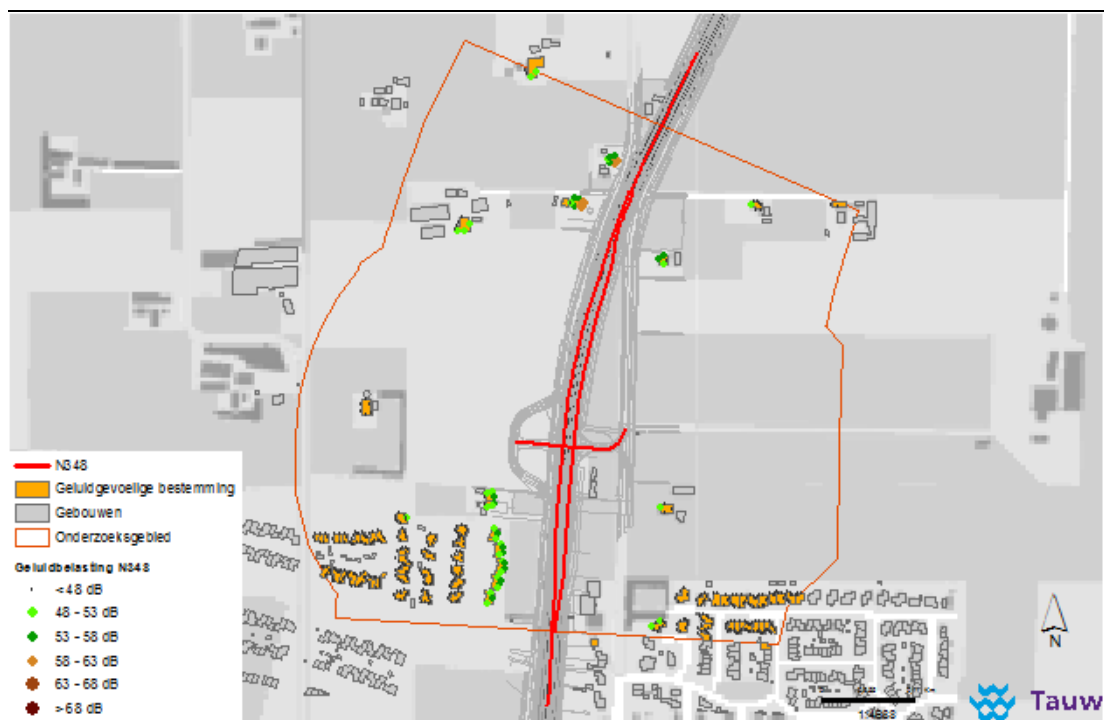 N348
Geluidgevoelige bestemming
Gebouwen
Onderzoeksgebied
Geluidbelasting N348
<48 dB
48 - 53 dB
53 - 58 dB
58 - 63 dB
63 - 68 dB
>68 dB
N
Tauw